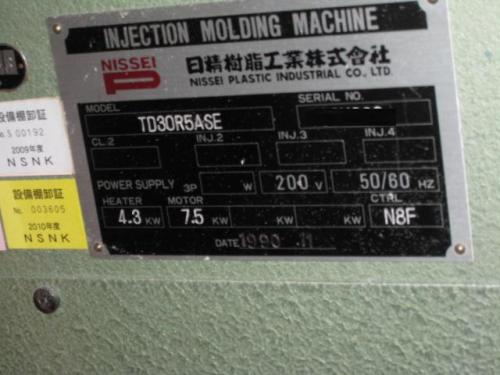 INJECTION MOLDING MACHINE
NISSEI
P
日精樹脂工業株式会社
NISSEI PLASTIC INDUSTRIAL CO., LTD.
MODEL
TD30R5ASE
SERIAL NO.
CL.2
INJ.2
INJ.3
INJ.4
POWER SUPPLY 3P W 200 V 50/60 HZ
HEATER MOTOR CTRL
4.3 KW 7.5 KW KW KW N8F
DATE 1990 11
設備棚卸証
No. S 00192
2009年度
NSNK
設備棚卸証
No. 003605
2010年度
NSNK